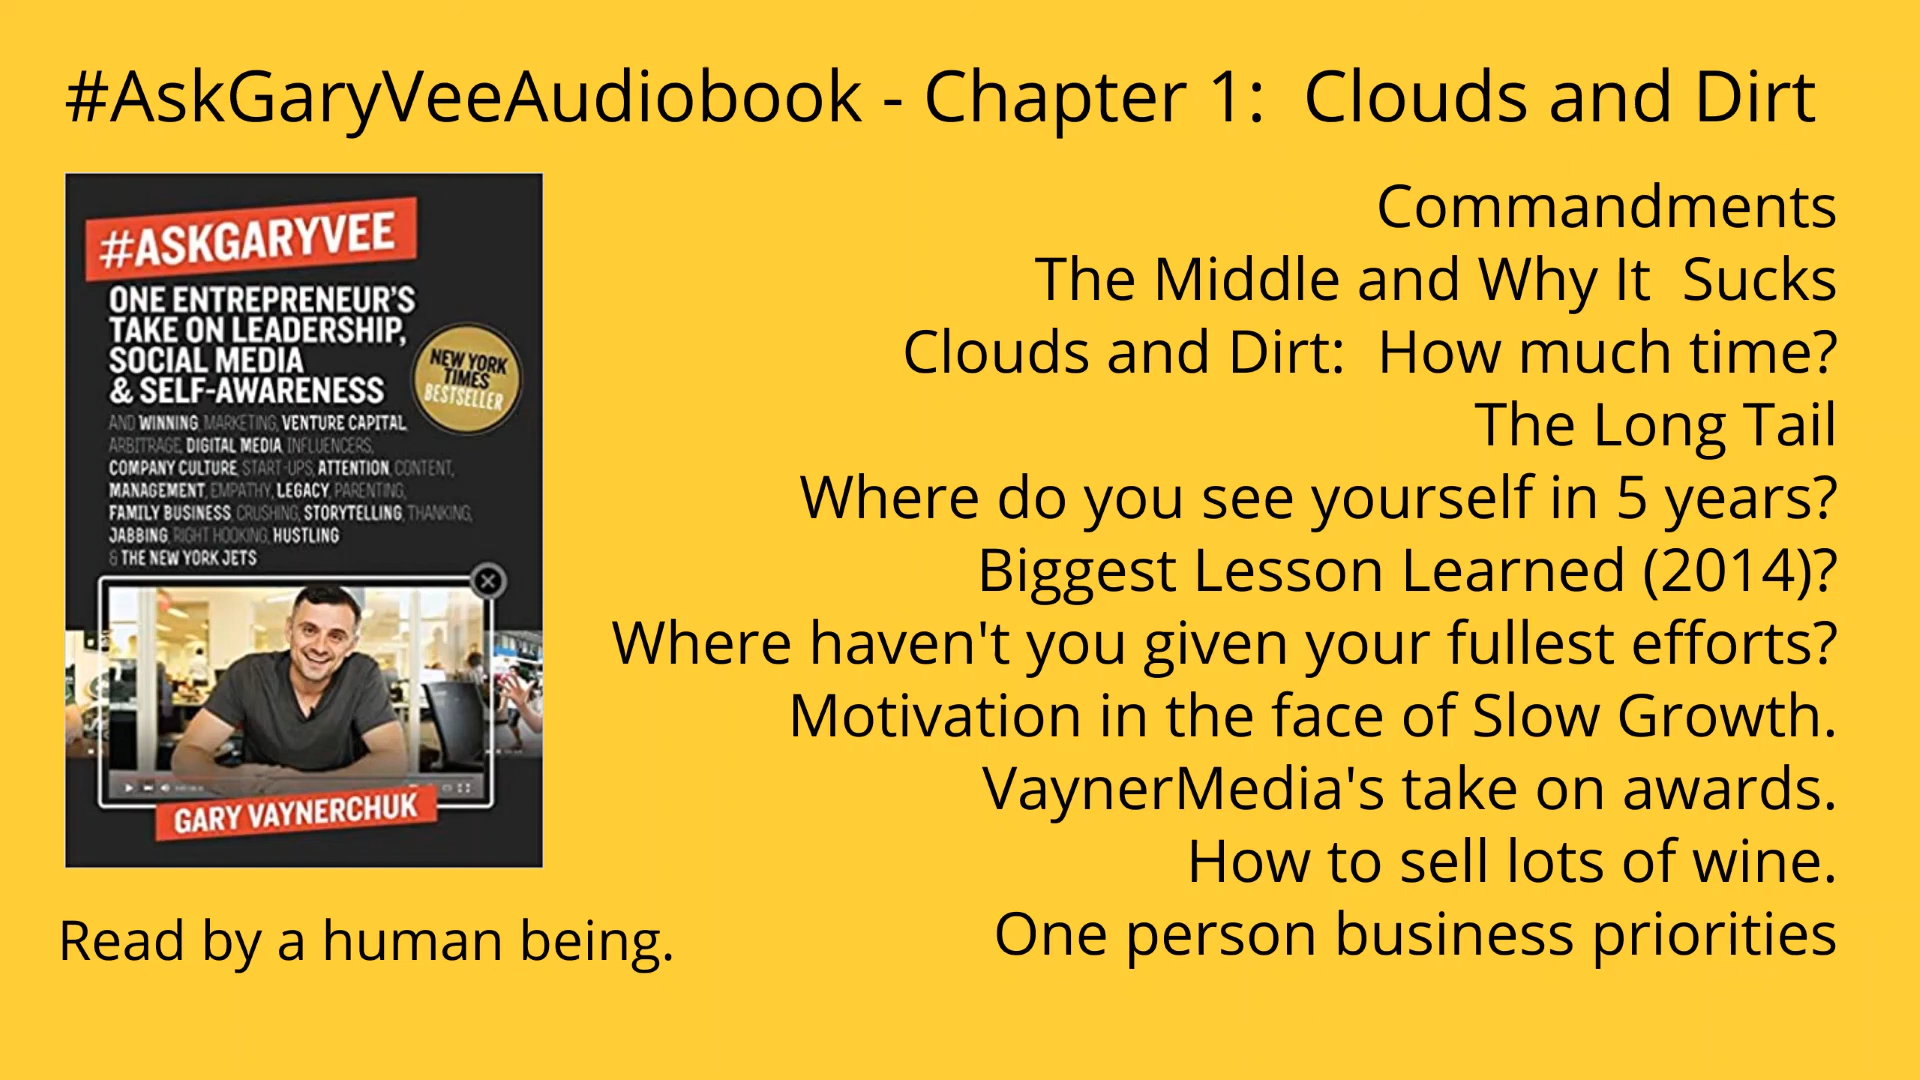 #AskGaryVeeAudiobook - Chapter 1: Clouds and Dirt
#ASKGARYVEE
ONE ENTREPRENEUR'S
TAKE ON LEADERSHIP,
SOCIAL MEDIA
& SELF-AWARENESS
NEW YORK
TIMES
BESTSELLER
AND WINNING, MARKETING, VENTURE CAPITAL,
ARBITRAGE, DIGITAL MEDIA, INFLUENCERS,
COMPANY CULTURE, START-UPS, ATTENTION, CONTENT,
MANAGEMENT, EMPATHY, LEGACY, PARENTING,
FAMILY BUSINESS, CRUSHING, STORYTELLING, THANKING,
JABBING, RIGHT HOOKING, HUSTLING
& THE NEW YORK JETS
GARY VAYNERCHUK
Read by a human being.
Commandments
The Middle and Why It Sucks
Clouds and Dirt: How much time?
The Long Tail
Where do you see yourself in 5 years?
Biggest Lesson Learned (2014)?
Where haven't you given your fullest efforts?
Motivation in the face of Slow Growth.
VaynerMedia's take on awards.
How to sell lots of wine.
One person business priorities